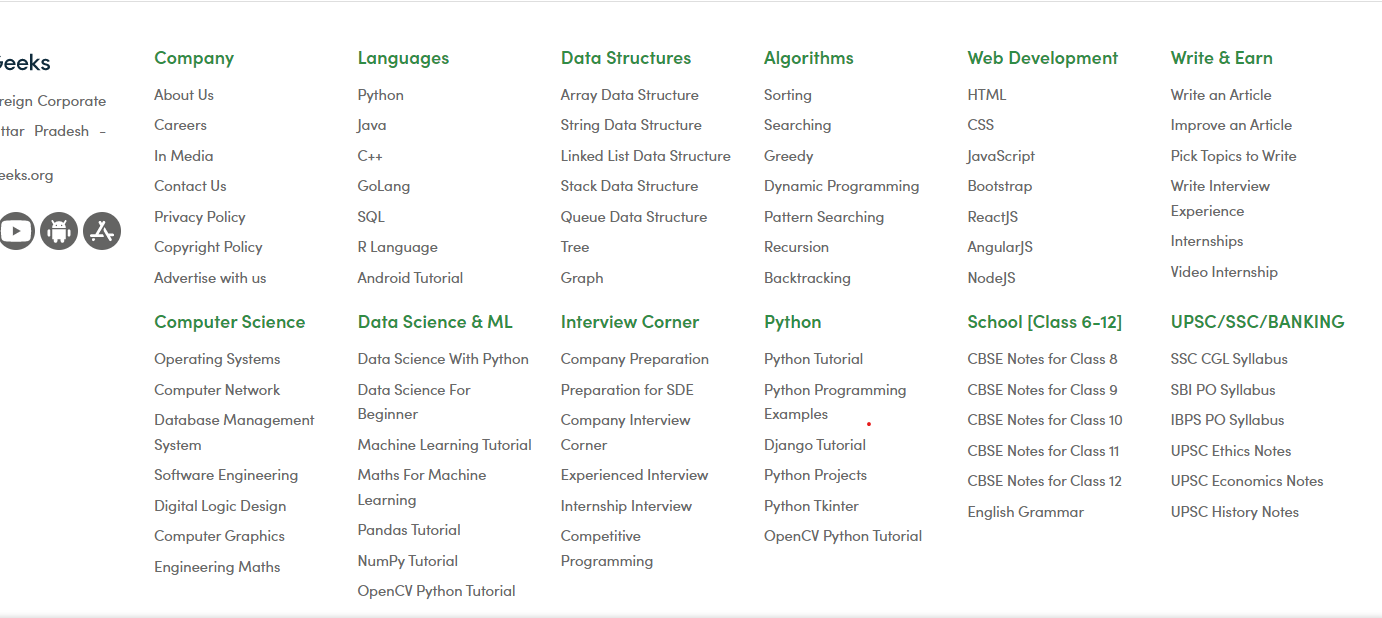 Geeks
reign Corporate
ttar Pradesh -
eeks.org
Company
About Us
Careers
In Media
Contact Us
Privacy Policy
Copyright Policy
Advertise with us
Languages
Python
Java
C++
GoLang
SQL
R Language
Android Tutorial
Data Structures
Array Data Structure
String Data Structure
Linked List Data Structure
Stack Data Structure
Queue Data Structure
Tree
Graph
Algorithms
Sorting
Searching
Greedy
Dynamic Programming
Pattern Searching
Recursion
Backtracking
Web Development
HTML
CSS
JavaScript
Bootstrap
ReactJS
AngularJS
NodeJS
Write & Earn
Write an Article
Improve an Article
Pick Topics to Write
Write Interview
Experience
Internships
Video Internship
Computer Science
Operating Systems
Computer Network
Database Management
System
Software Engineering
Digital Logic Design
Computer Graphics
Engineering Maths
Data Science & ML
Data Science With Python
Data Science For
Beginner
Machine Learning Tutorial
Maths For Machine
Learning
Pandas Tutorial
NumPy Tutorial
OpenCV Python Tutorial
Interview Corner
Company Preparation
Preparation for SDE
Company Interview
Corner
Experienced Interview
Internship Interview
Competitive
Programming
Python
Python Tutorial
Python Programming
Examples
Django Tutorial
Python Projects
Python Tkinter
OpenCV Python Tutorial
School [Class 6-12]
CBSE Notes for Class 8
CBSE Notes for Class 9
CBSE Notes for Class 10
CBSE Notes for Class 11
CBSE Notes for Class 12
English Grammar
UPSC/SSC/BANKING
SSC CGL Syllabus
SBI PO Syllabus
IBPS PO Syllabus
UPSC Ethics Notes
UPSC Economics Notes
UPSC History Notes